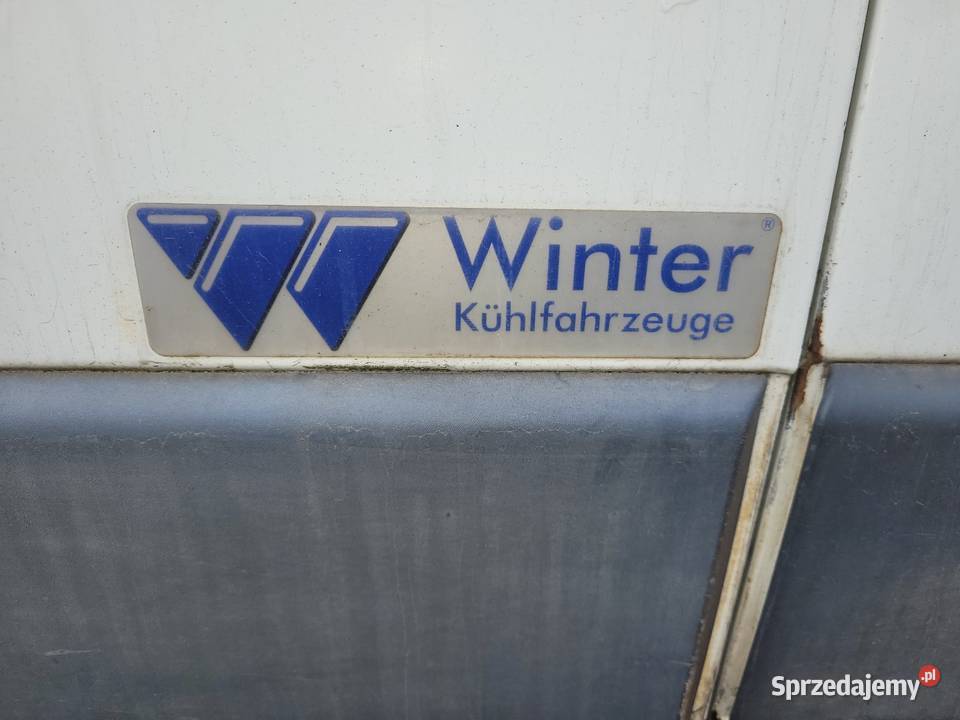 Winter ®
Kühlfahrzeuge
Sprzedajemy.pl